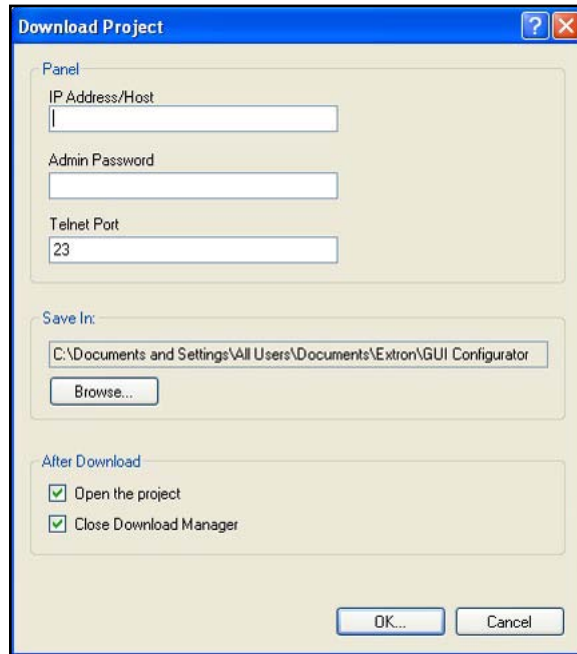 Download Project
Panel
IP Address/Host
Admin Password
Telnet Port
23
Save In:
C:\Documents and Settings\All Users\Documents\Extron\GUI Configurator
Browse...
After Download
Open the project
Close Download Manager
OK... Cancel